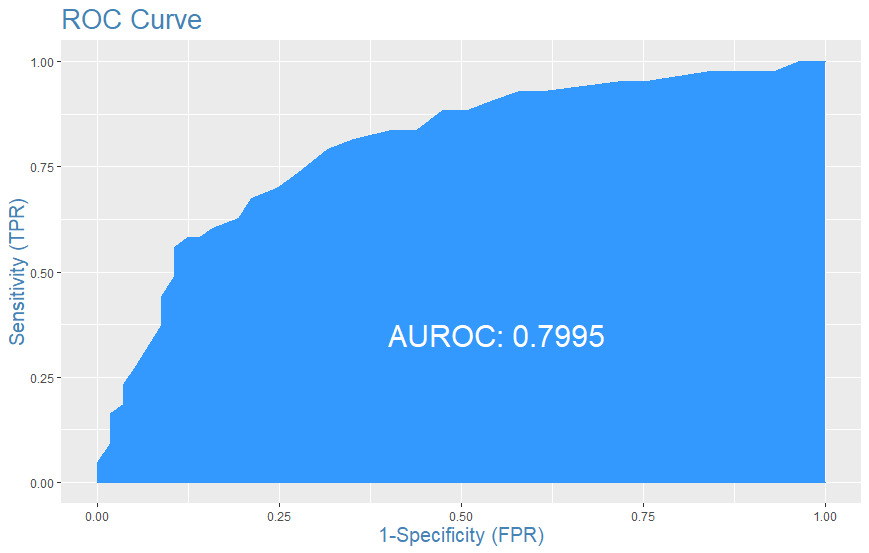 ROC Curve
1.00
0.75
0.50
0.25
0.00
Sensitivity (TPR)
AUROC: 0.7995
0.00 0.25 0.50 0.75 1.00
1-Specificity (FPR)